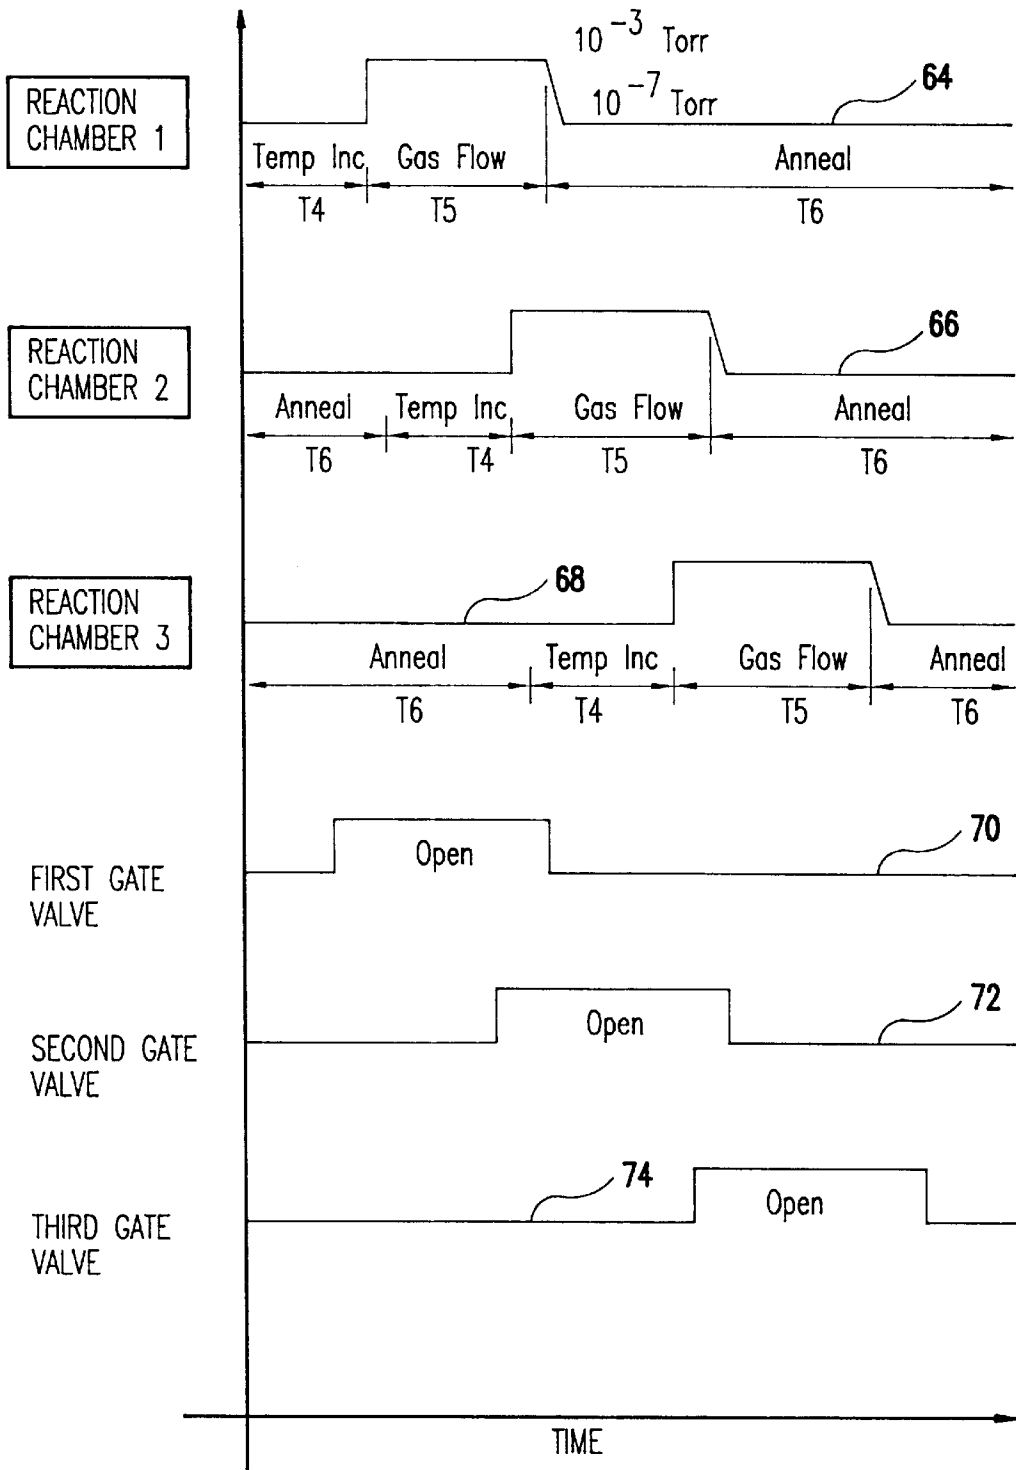 10⁻³ Torr
REACTION
CHAMBER 1
10⁻⁷ Torr
64
Temp Inc Gas Flow Anneal
T4 T5 T6
REACTION
CHAMBER 2
66
Anneal Temp Inc Gas Flow Anneal
T6 T4 T5 T6
REACTION
CHAMBER 3
68
Anneal Temp Inc Gas Flow Anneal
T6 T4 T5 T6
FIRST GATE
VALVE
Open
70
SECOND GATE
VALVE
Open
72
THIRD GATE
VALVE
74
Open
TIME